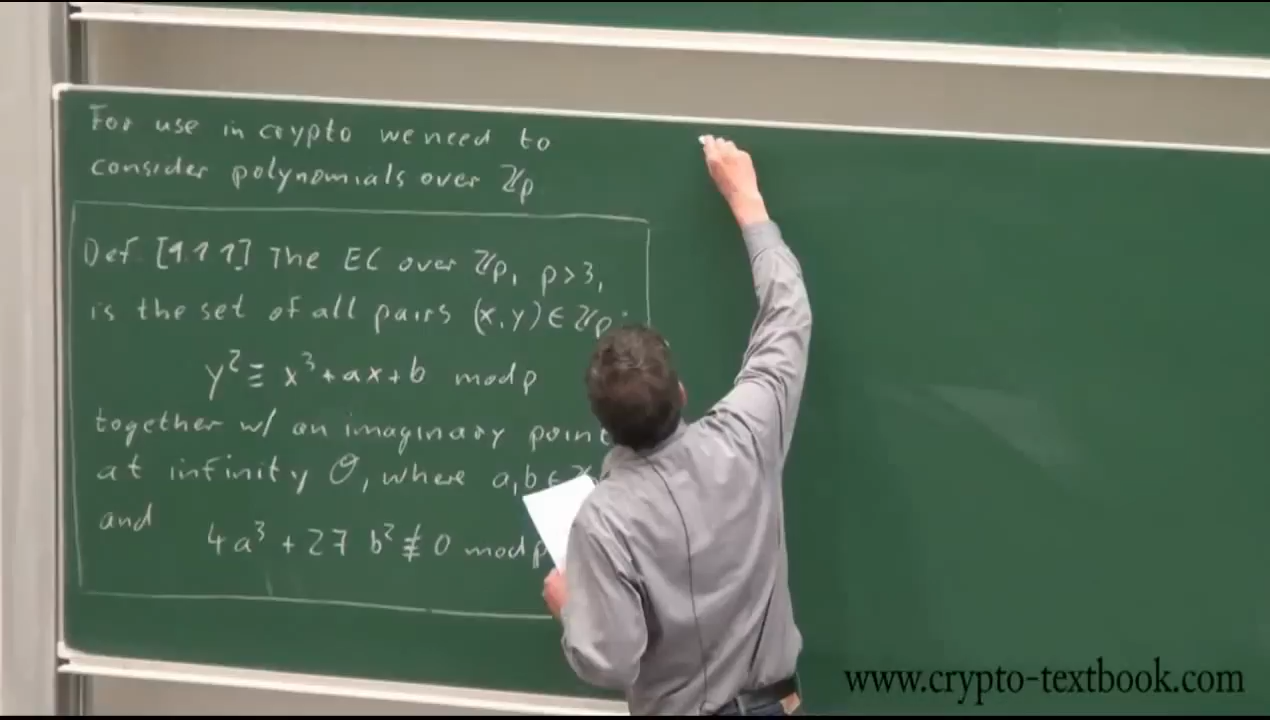 For use in crypto we need to
consider polynomials over ℤp
Def [9.1.1] The EC over ℤp, p>3,
is the set of all pairs (x,y) ∈ ℤp:
y² ≡ x³+ax+b mod p
together w/ an imaginary point
at infinity O, where a,b ∈
and 4a³ + 27 b² ≢ 0 mod p
www.crypto-textbook.com